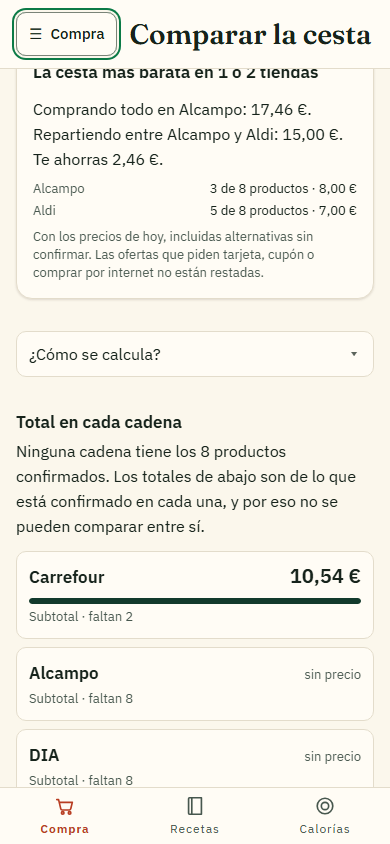 ☰ Compra
Comparar la cesta
La cesta más barata en 1 o 2 tiendas
Comprando todo en Alcampo: 17,46 €.
Repartiendo entre Alcampo y Aldi: 15,00 €.
Te ahorras 2,46 €.
Alcampo 3 de 8 productos · 8,00 €
Aldi 5 de 8 productos · 7,00 €
Con los precios de hoy, incluidas alternativas sin
confirmar. Las ofertas que piden tarjeta, cupón o
comprar por internet no están restadas.
¿Cómo se calcula?
Total en cada cadena
Ninguna cadena tiene los 8 productos
confirmados. Los totales de abajo son de lo que
está confirmado en cada una, y por eso no se
pueden comparar entre sí.
Carrefour 10,54 €
Subtotal · faltan 2
Alcampo sin precio
Subtotal · faltan 8
DIA sin precio
Subtotal · faltan 8
Compra Recetas Calorías